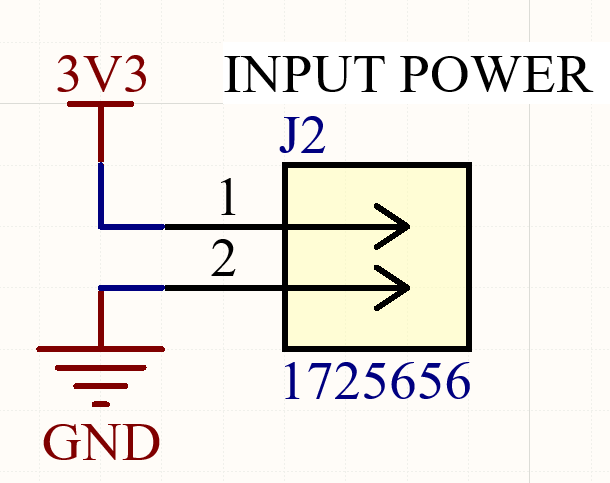 3V3
INPUT POWER
J2
1
2
1725656
GND